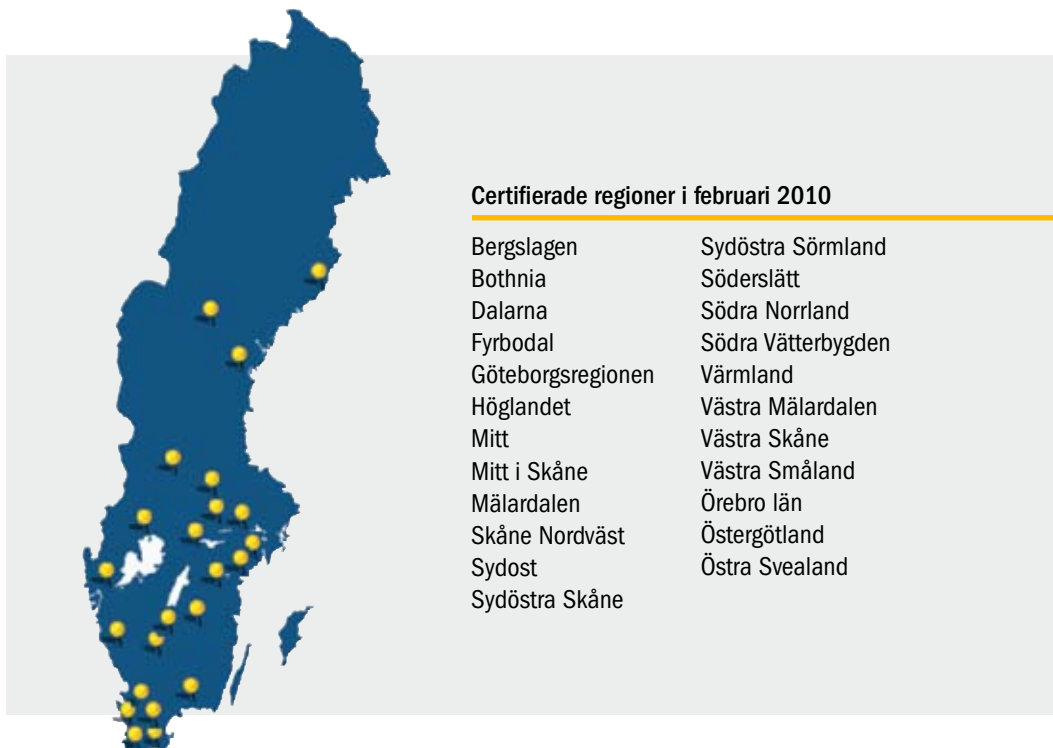 Certifierade regioner i februari 2010
Bergslagen
Bothnia
Dalarna
Fyrbodal
Göteborgsregionen
Höglandet
Mitt
Mitt i Skåne
Mälardalen
Skåne Nordväst
Sydost
Sydöstra Skåne
Sydöstra Sörmland
Söderslätt
Södra Norrland
Södra Vätterbygden
Värmland
Västra Mälardalen
Västra Skåne
Västra Småland
Örebro län
Östergötland
Östra Svealand